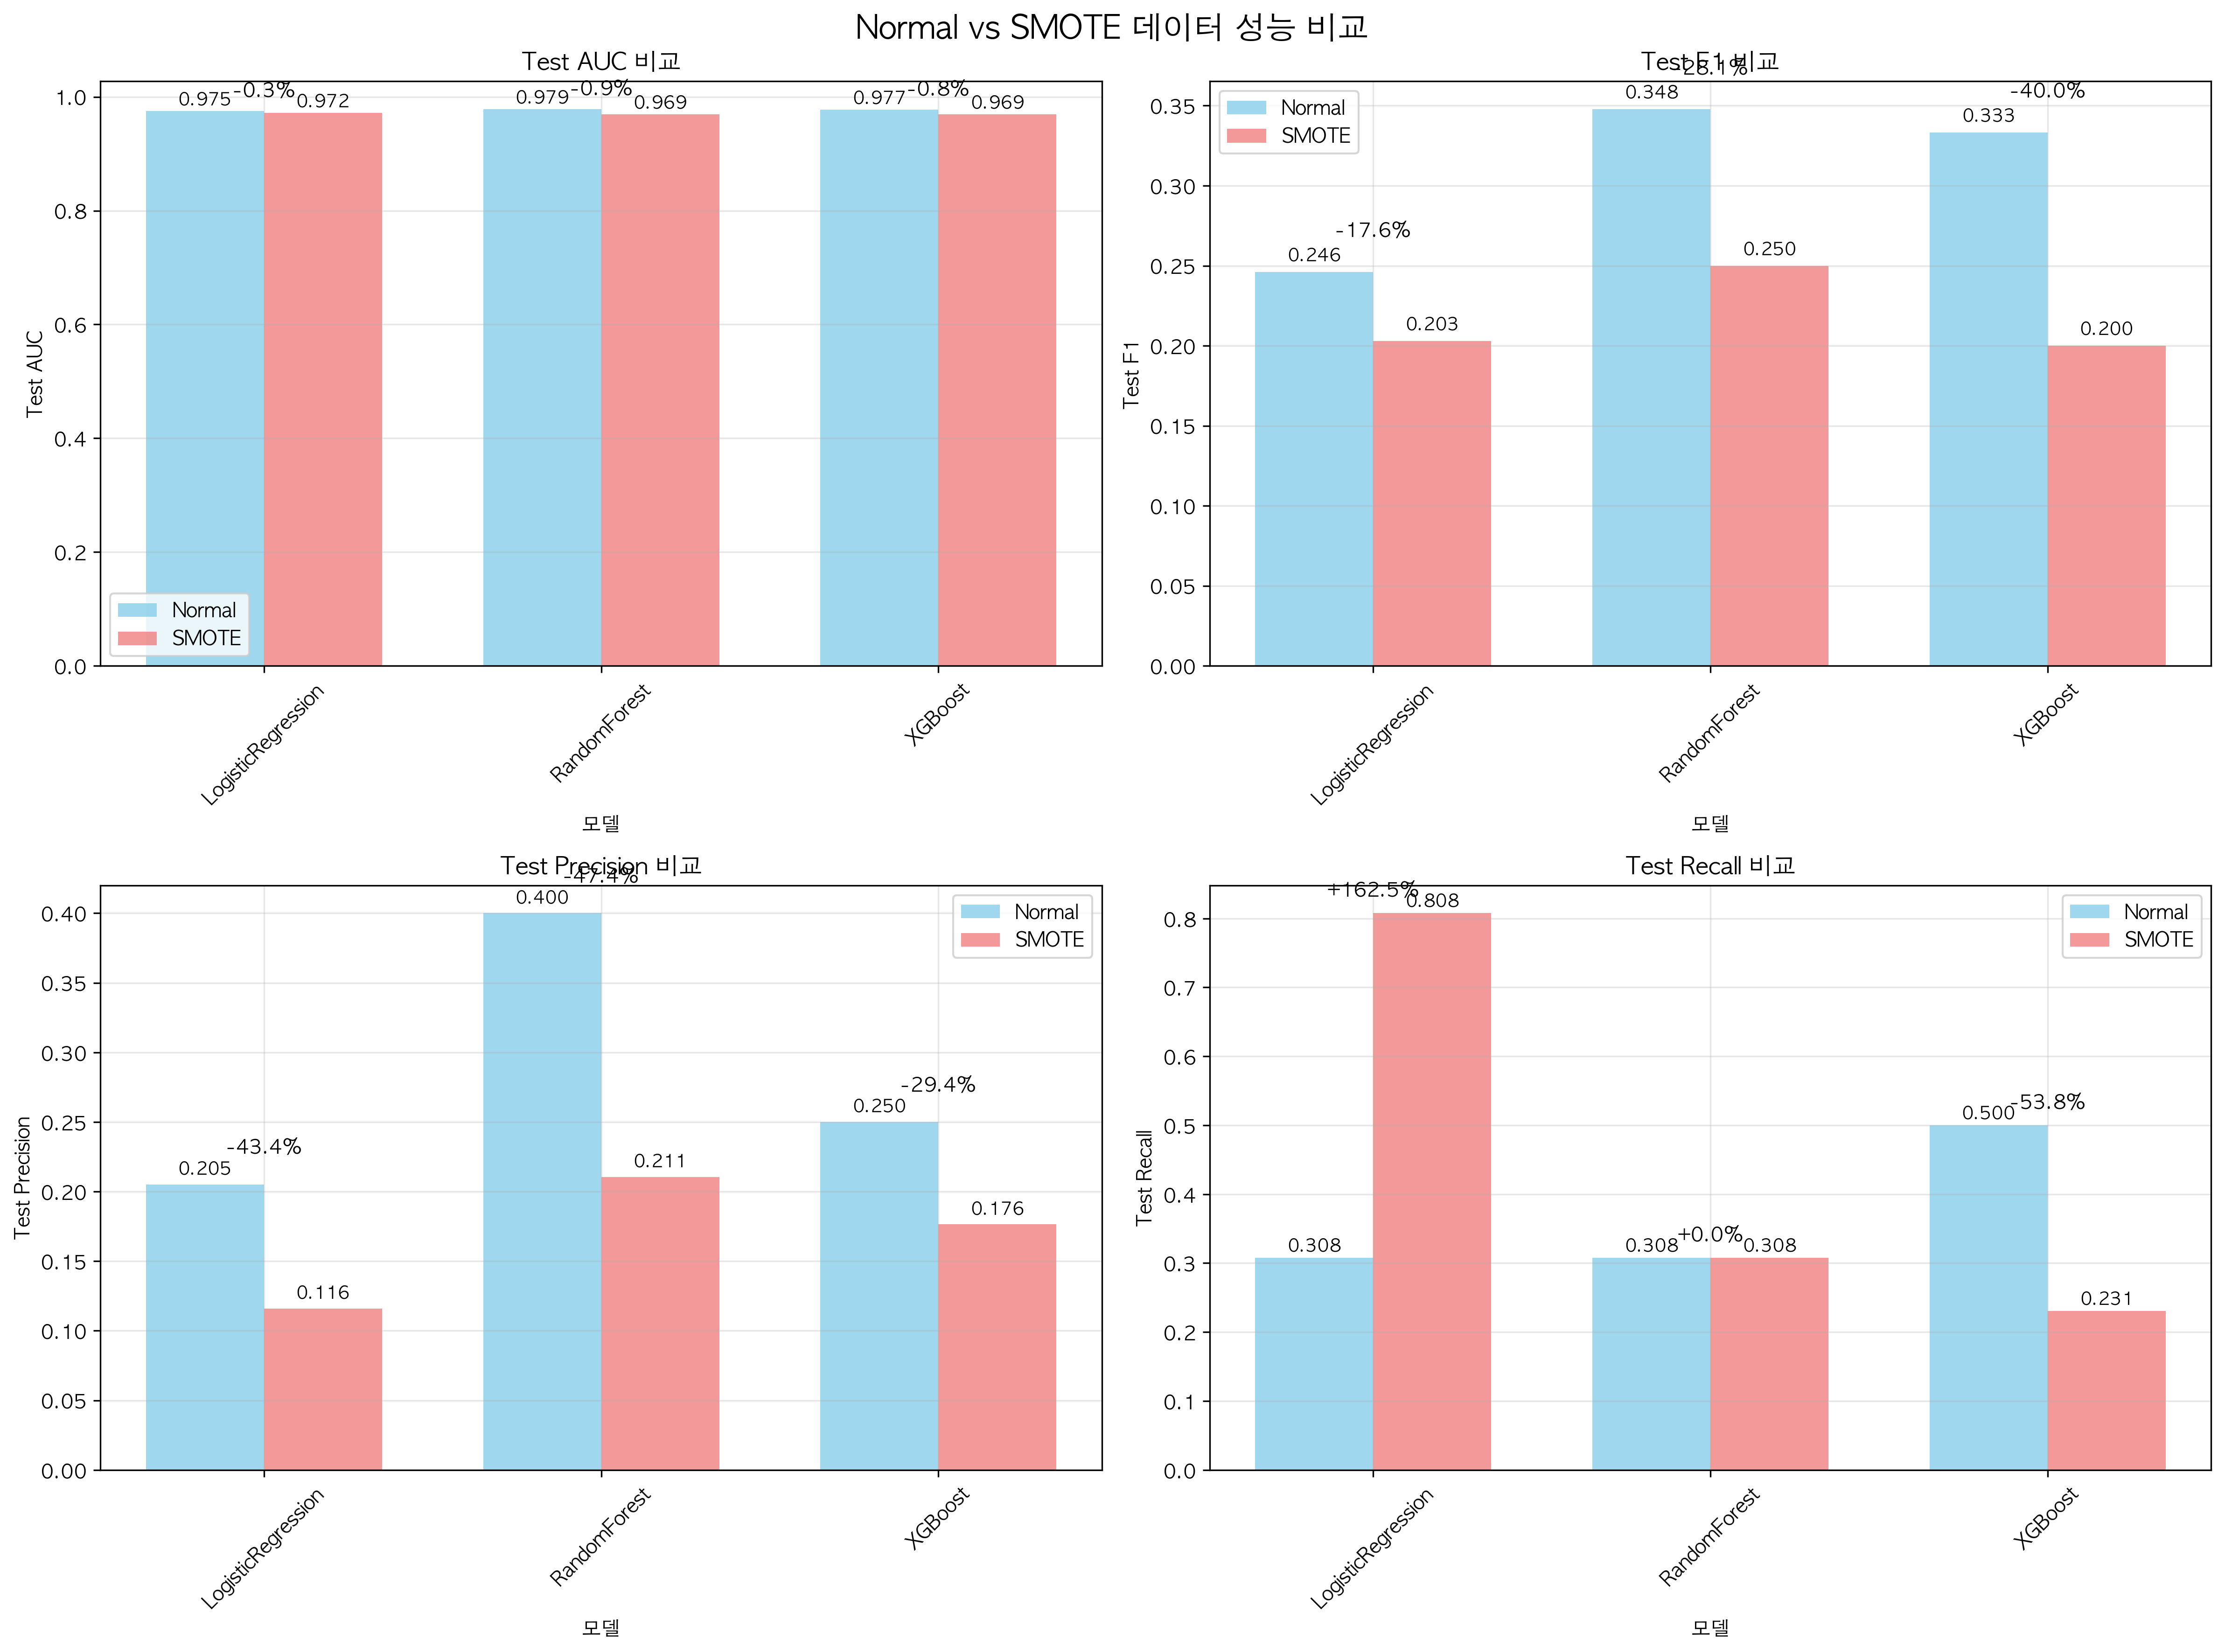 Normal vs SMOTE 데이터 성능 비교
Test AUC 비교
-0.3%
-0.9%
-0.8%
0.975
0.972
0.979
0.969
0.977
0.969
1.0
0.8
0.6
0.4
0.2
0.0
Test AUC
Normal
SMOTE
LogisticRegression
RandomForest
XGBoost
모델
Test F1 비교
-28.1%
-40.0%
-17.6%
0.348
0.333
0.246
0.250
0.203
0.200
0.35
0.30
0.25
0.20
0.15
0.10
0.05
0.00
Test F1
Normal
SMOTE
LogisticRegression
RandomForest
XGBoost
모델
Test Precision 비교
-47.4%
0.400
-29.4%
0.250
-43.4%
0.205
0.211
0.176
0.116
0.40
0.35
0.30
0.25
0.20
0.15
0.10
0.05
0.00
Test Precision
Normal
SMOTE
LogisticRegression
RandomForest
XGBoost
모델
Test Recall 비교
+162.5%
0.808
-53.8%
0.500
+0.0%
0.308
0.308
0.308
0.231
0.8
0.7
0.6
0.5
0.4
0.3
0.2
0.1
0.0
Test Recall
Normal
SMOTE
LogisticRegression
RandomForest
XGBoost
모델